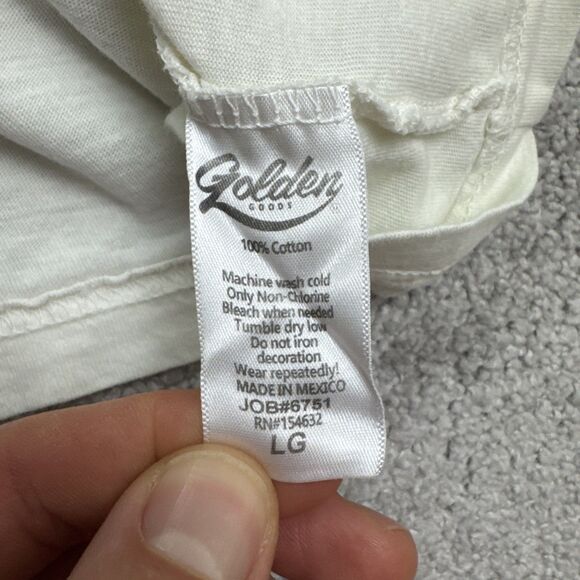 Golden
GOODS
100% Cotton
Machine wash cold
Only Non-Chlorine
Bleach when needed
Tumble dry low
Do not iron
decoration
Wear repeatedly!
MADE IN MEXICO
JOB#6751
RN#154632
LG